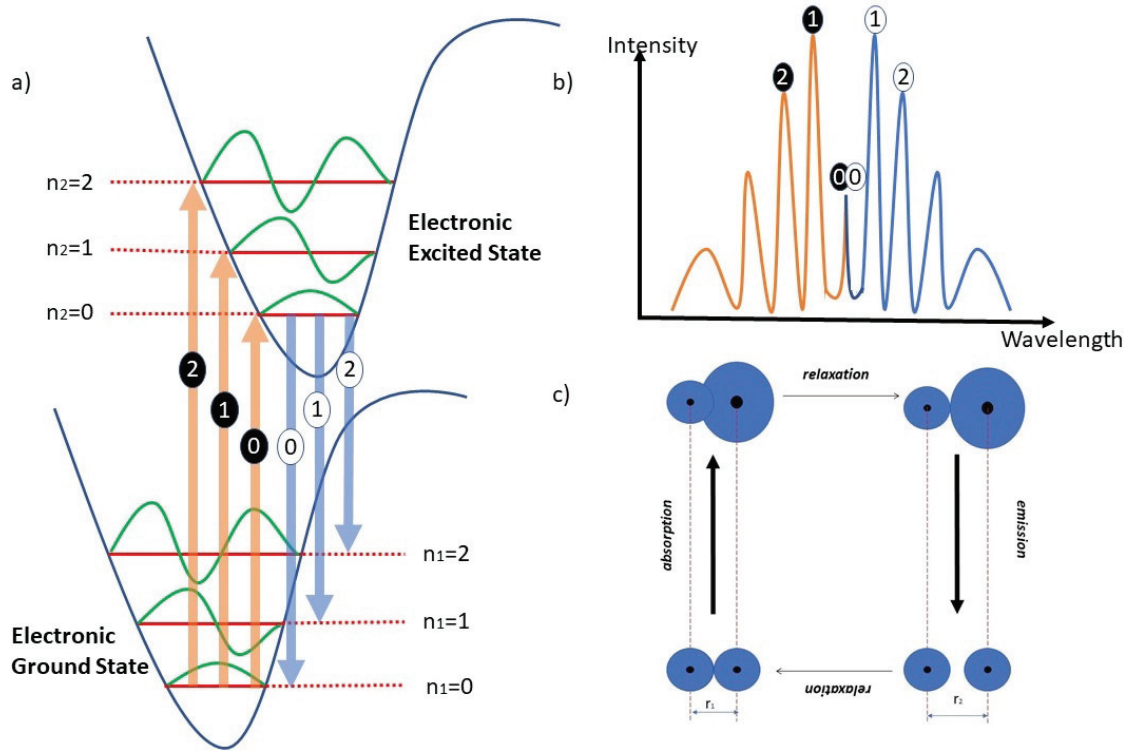 a)
n₂=2
n₂=1
n₂=0
Electronic
Excited State
2
1
0
0
1
2
n₁=2
n₁=1
n₁=0
Electronic
Ground State
b)
Intensity
1
1
2
2
0
0
Wavelength
c)
relaxation
absorption
emission
relaxation
r₁
r₂